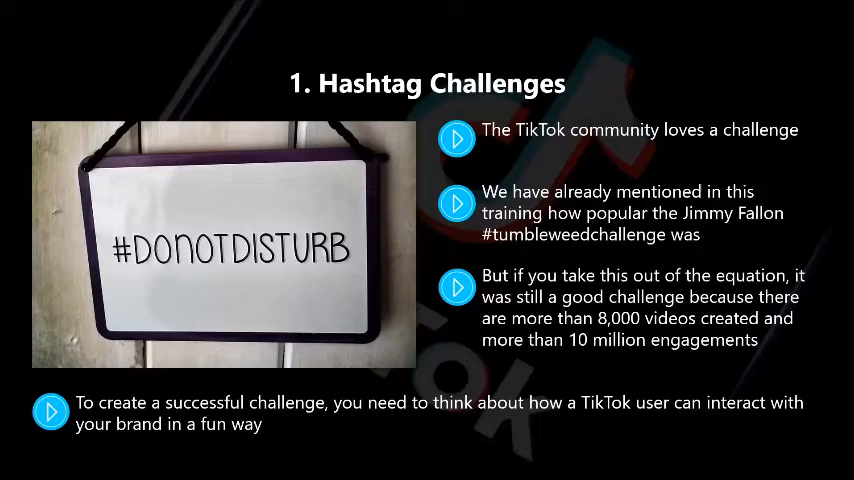 1. Hashtag Challenges
#DONOTDISTURB
The TikTok community loves a challenge
We have already mentioned in this
training how popular the Jimmy Fallon
#tumbleweedchallenge was
But if you take this out of the equation, it
was still a good challenge because there
are more than 8,000 videos created and
more than 10 million engagements
To create a successful challenge, you need to think about how a TikTok user can interact with
your brand in a fun way